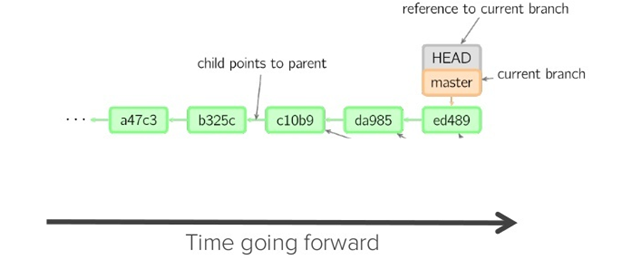 reference to current branch
HEAD
child points to parent
master
current branch
... a47c3 b325c c10b9 da985 ed489
Time going forward